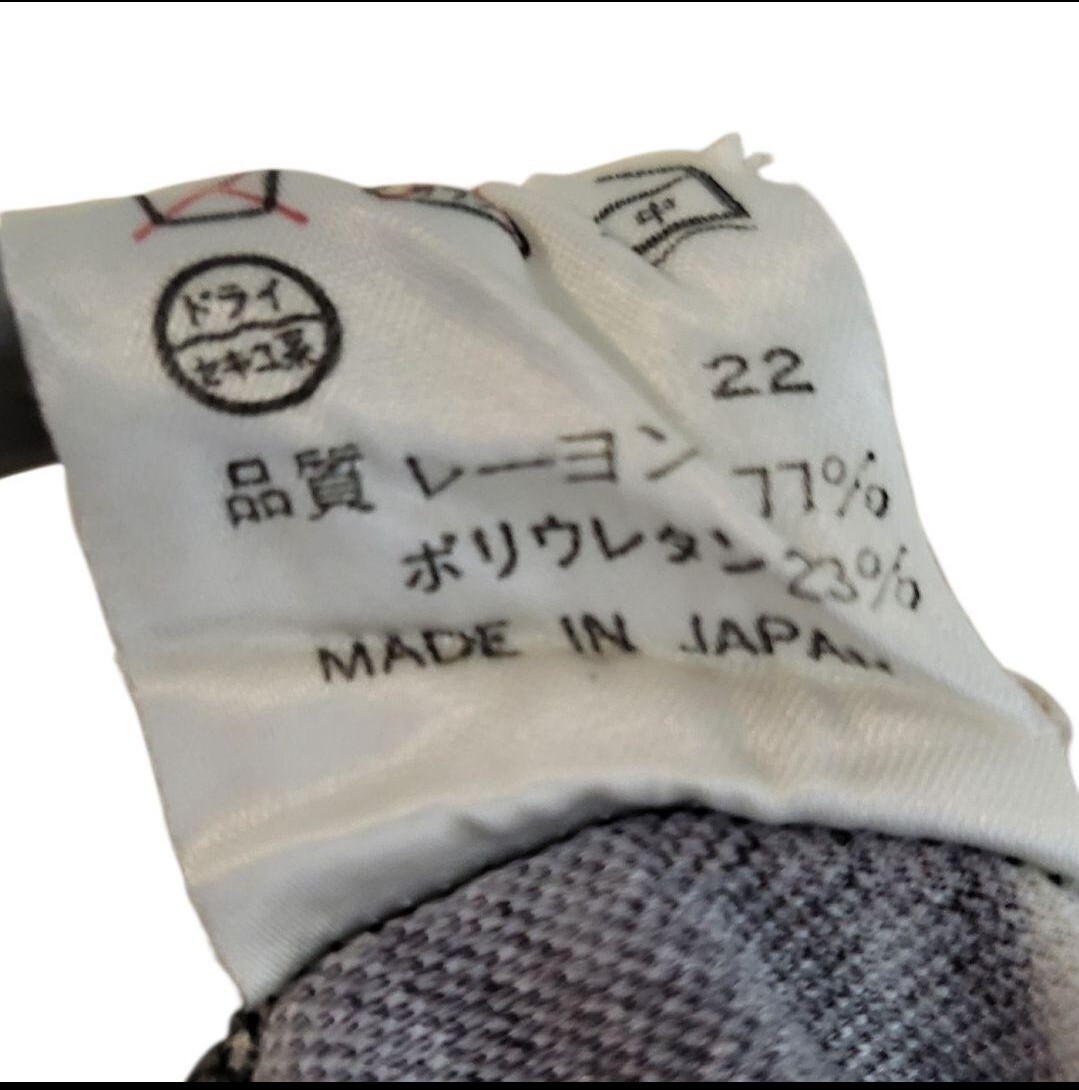 中
ドライ
セキユ系
22
品質 レーヨン 77%
ポリウレタン 23%
MADE IN JAPAN